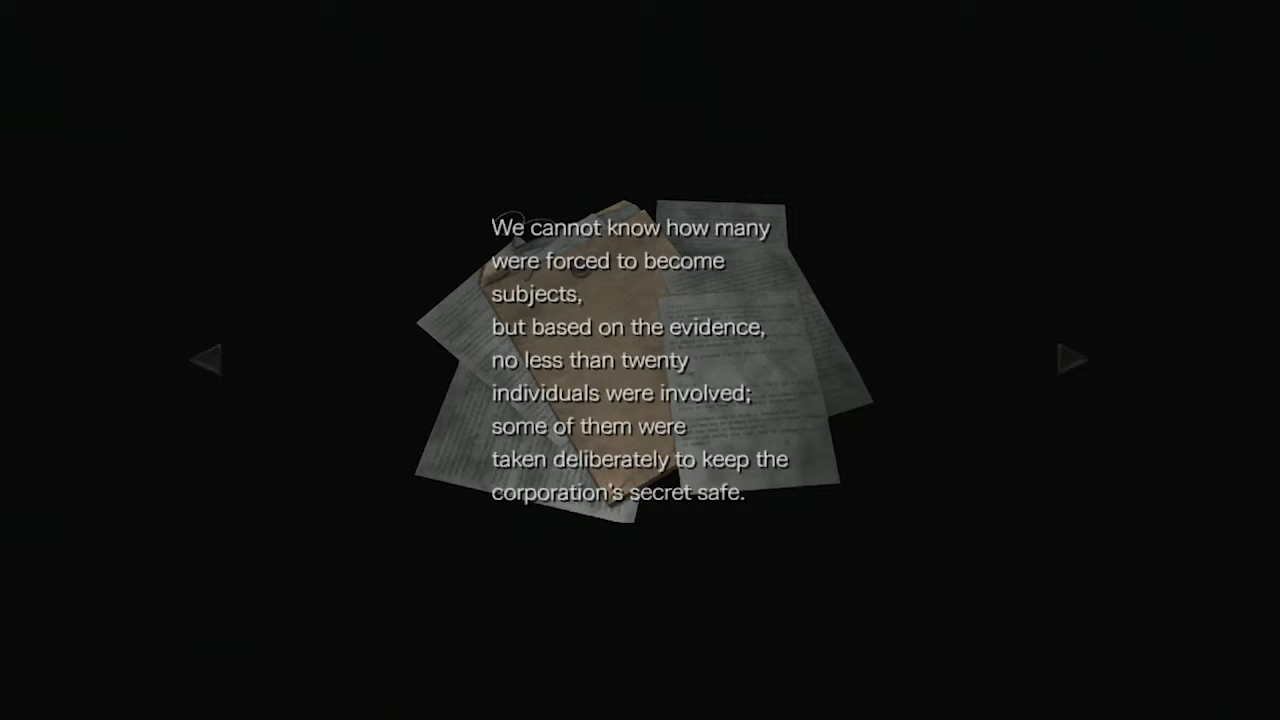 We cannot know how many
were forced to become
subjects,
but based on the evidence,
no less than twenty
individuals were involved;
some of them were
taken deliberately to keep the
corporation's secret safe.